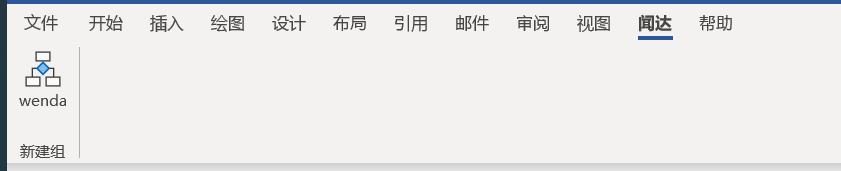 文件 开始 插入 绘图 设计 布局 引用 邮件 审阅 视图 闻达 帮助
wenda
新建组